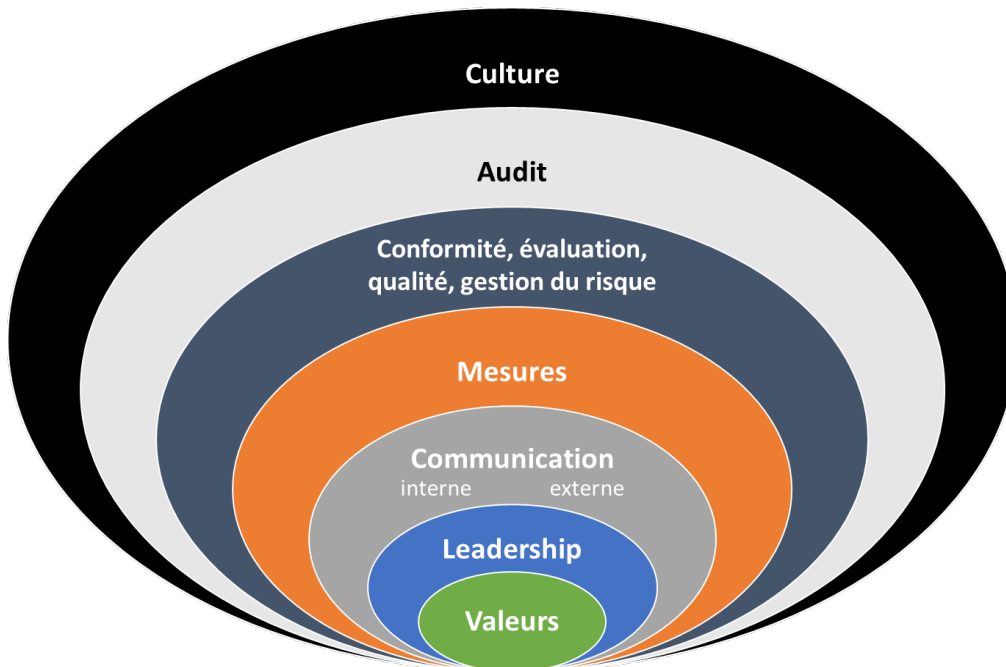 Culture
Audit
Conformité, évaluation,
qualité, gestion du risque
Mesures
Communication
interne externe
Leadership
Valeurs